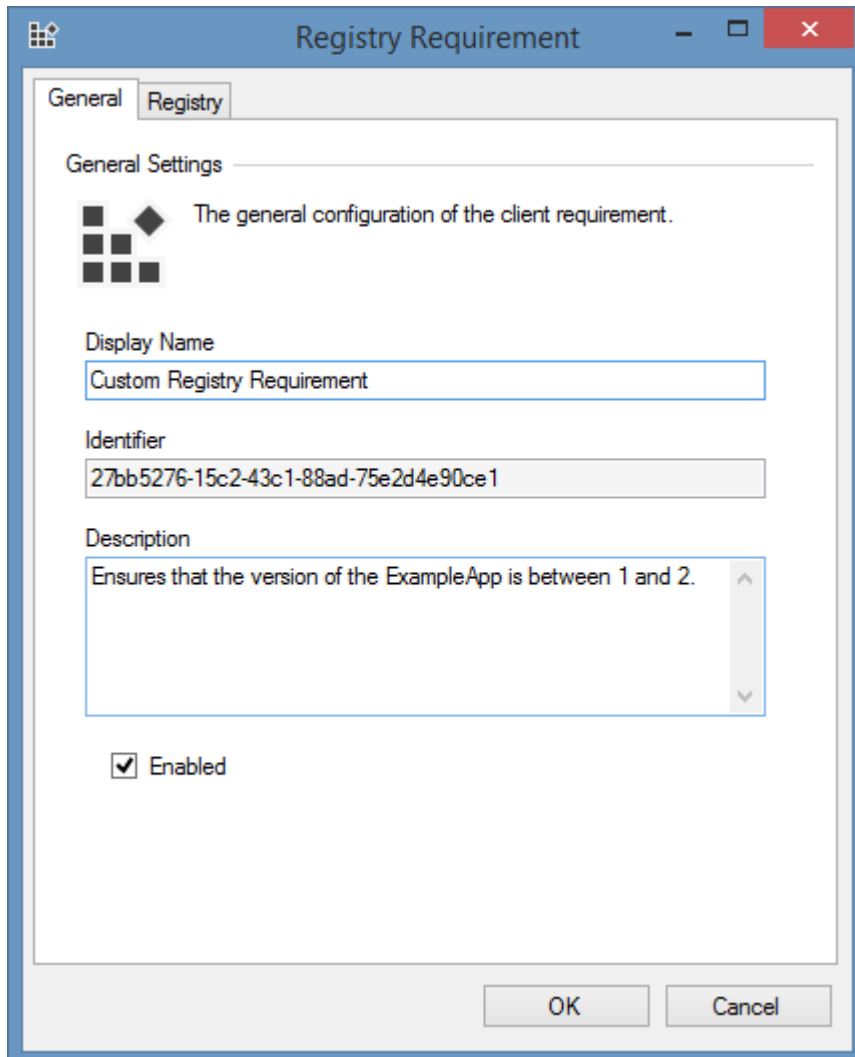 Registry Requirement
General
Registry
General Settings
The general configuration of the client requirement.
Display Name
Custom Registry Requirement
Identifier
27bb5276-15c2-43c1-88ad-75e2d4e90ce1
Description
Ensures that the version of the ExampleApp is between 1 and 2.
Enabled
OK
Cancel